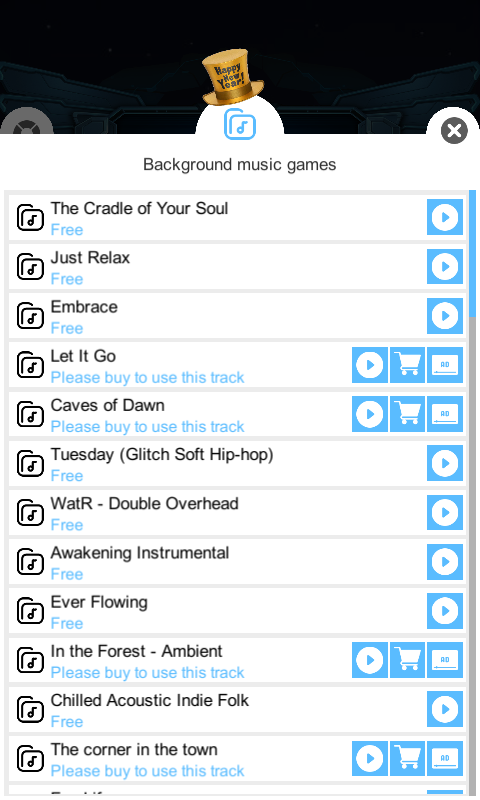 Happy
New
Year!
Background music games
The Cradle of Your Soul
Free
Just Relax
Free
Embrace
Free
Let It Go
Please buy to use this track
AD
Caves of Dawn
Please buy to use this track
AD
Tuesday (Glitch Soft Hip-hop)
Free
WatR - Double Overhead
Free
Awakening Instrumental
Free
Ever Flowing
Free
In the Forest - Ambient
Please buy to use this track
AD
Chilled Acoustic Indie Folk
Free
The corner in the town
Please buy to use this track
AD